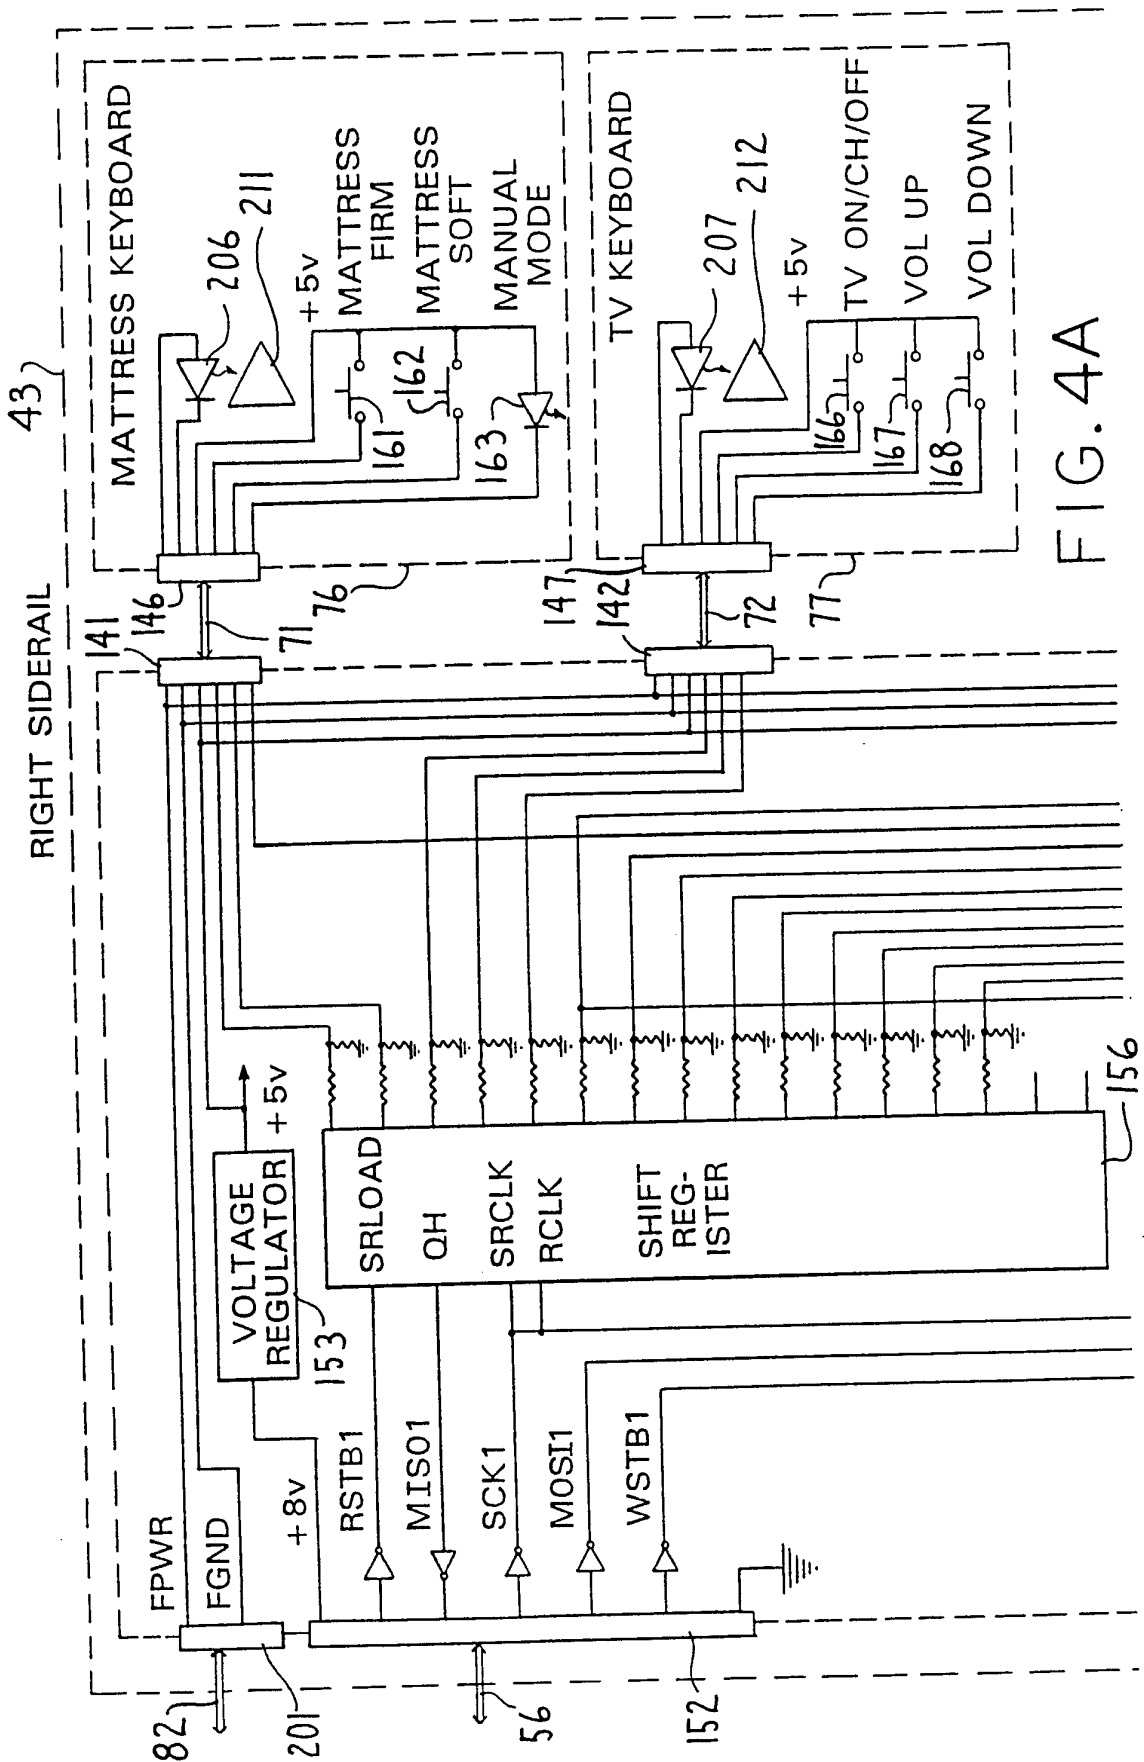 RIGHT SIDERAIL
43
MATTRESS KEYBOARD
206
211
+5v
MATTRESS
FIRM
MATTRESS
SOFT
MANUAL
MODE
161
162
163
146
76
141
71
TV KEYBOARD
207
212
+5v
TV ON/CH/OFF
VOL UP
VOL DOWN
166
167
168
147
77
142
72
FPWR
FGND
+8v
VOLTAGE
REGULATOR
+5v
153
RSTB1
MISO1
SCK1
MOSI1
WSTB1
SRLOAD
QH
SRCLK
RCLK
SHIFT
REG-
ISTER
156
82
201
56
152
FIG. 4A